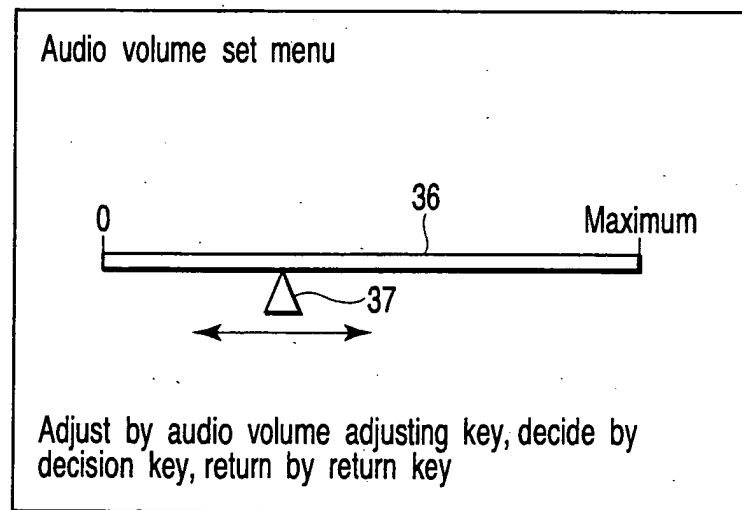 Audio volume set menu
36
0
Maximum
37
Adjust by audio volume adjusting key, decide by
decision key, return by return key